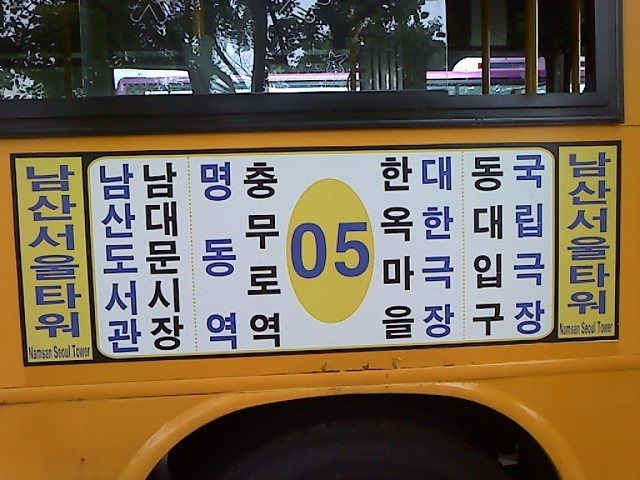 남산서울타워
Namsan Seoul Tower
남산도서관
남대문시장
명동역
충무로역
05
한옥마을
대한극장
동대입구
국립극장
남산서울타워
Namsan Seoul Tower